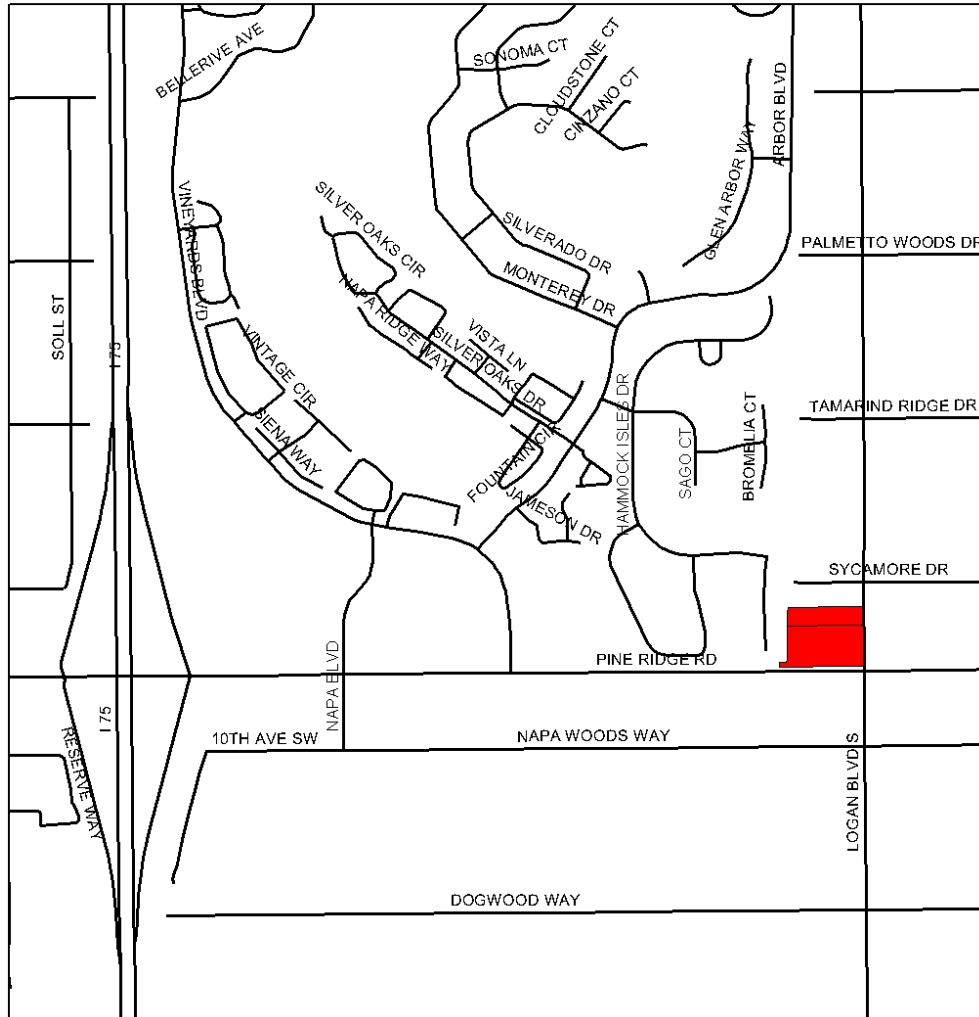 BELLERIVE AVE
SONOMA CT
CLOUDSTONE CT
CINZANO CT
ARBOR BLVD
GLEN ARBOR WAY
VINEYARDS BLVD
SILVER OAKS CIR
SILVERADO DR
PALMETTO WOODS DR
MONTEREY DR
SOLL ST
I 75
NAPA RIDGE WAY
VISTA LN
SILVER OAKS DR
VINTAGE CIR
HAMMOCK ISLES DR
TAMARIND RIDGE DR
SIENA WAY
FOUNTAIN CIR
SAGO CT
BROMELIA CT
JAMESON DR
SYCAMORE DR
PINE RIDGE RD
NAPA BLVD
I 75
RESERVE WAY
10TH AVE SW
NAPA WOODS WAY
LOGAN BLVD S
DOGWOOD WAY